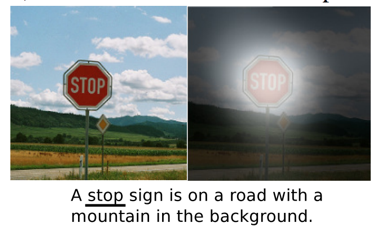 STOP
STOP
A stop sign is on a road with a
mountain in the background.